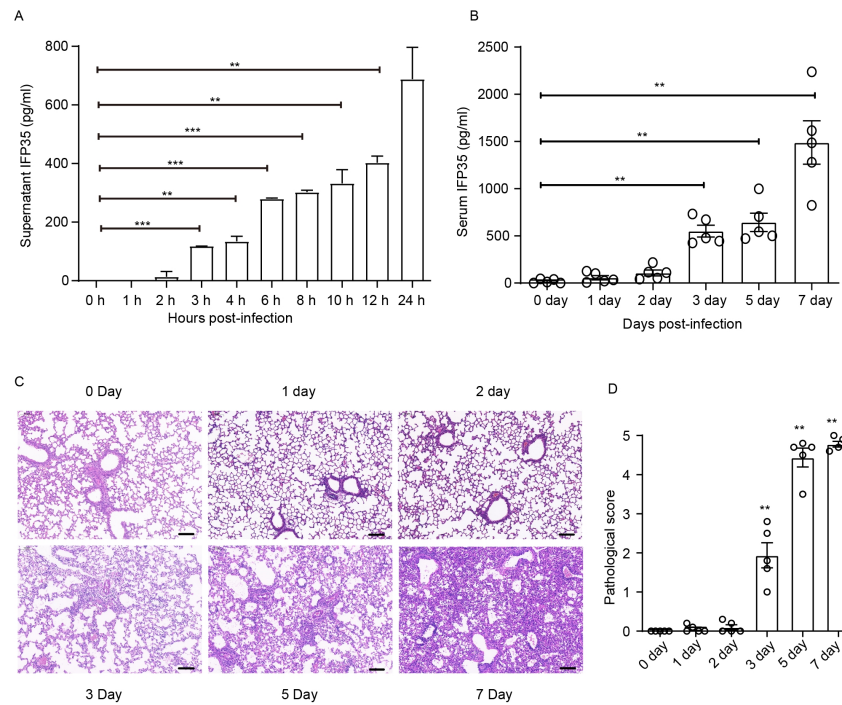 A
Supernatant IFP35 (pg/ml)
800
600
400
200
0
**
**
***
***
**
***
0 h 1 h 2 h 3 h 4 h 6 h 8 h 10 h 12 h 24 h
Hours post-infection
B
Serum IFP35 (pg/ml)
2500
2000
1500
1000
500
0
**
**
**
0 day 1 day 2 day 3 day 5 day 7 day
Days post-infection
C
0 Day 1 day 2 day
3 Day 5 Day 7 Day
D
Pathological score
5
4
3
2
1
0
**
**
**
0 day 1 day 2 day 3 day 5 day 7 day